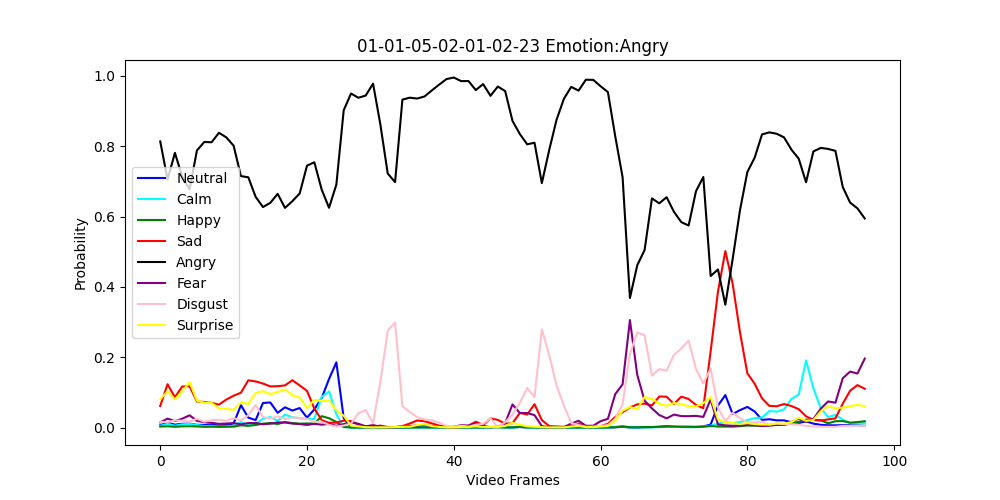 01-01-05-02-01-02-23 Emotion:Angry
1.0
0.8
0.6
0.4
0.2
0.0
Probability
Neutral
Calm
Happy
Sad
Angry
Fear
Disgust
Surprise
0 20 40 60 80 100
Video Frames